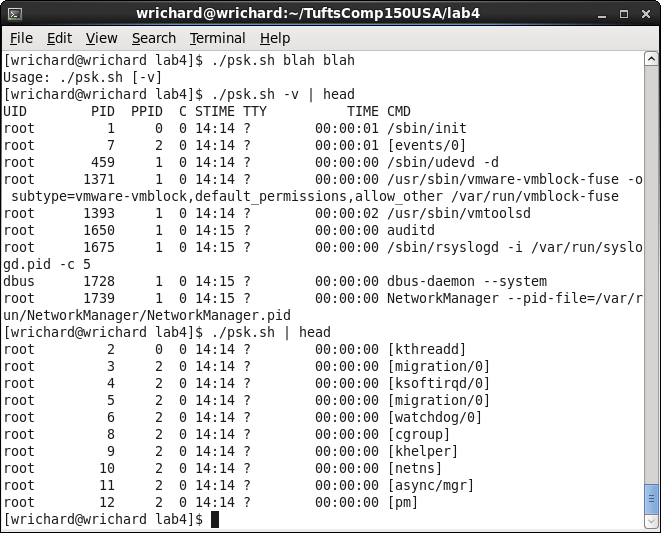 wrichard@wrichard:~/TuftsComp150USA/lab4
File Edit View Search Terminal Help
[wrichard@wrichard lab4]$ ./psk.sh blah blah
Usage: ./psk.sh [-v]
[wrichard@wrichard lab4]$ ./psk.sh -v | head
UID        PID  PPID  C STIME TTY          TIME CMD
root         1     0  0 14:14 ?        00:00:01 /sbin/init
root         7     2  0 14:14 ?        00:00:01 [events/0]
root       459     1  0 14:14 ?        00:00:00 /sbin/udevd -d
root      1371     1  0 14:14 ?        00:00:00 /usr/sbin/vmware-vmblock-fuse -o
 subtype=vmware-vmblock,default_permissions,allow_other /var/run/vmblock-fuse
root      1393     1  0 14:14 ?        00:00:02 /usr/sbin/vmtoolsd
root      1650     1  0 14:15 ?        00:00:00 auditd
root      1675     1  0 14:15 ?        00:00:00 /sbin/rsyslogd -i /var/run/syslo
gd.pid -c 5
dbus      1728     1  0 14:15 ?        00:00:00 dbus-daemon --system
root      1739     1  0 14:15 ?        00:00:00 NetworkManager --pid-file=/var/r
un/NetworkManager/NetworkManager.pid
[wrichard@wrichard lab4]$ ./psk.sh | head
root         2     0  0 14:14 ?        00:00:00 [kthreadd]
root         3     2  0 14:14 ?        00:00:00 [migration/0]
root         4     2  0 14:14 ?        00:00:00 [ksoftirqd/0]
root         5     2  0 14:14 ?        00:00:00 [migration/0]
root         6     2  0 14:14 ?        00:00:00 [watchdog/0]
root         8     2  0 14:14 ?        00:00:00 [cgroup]
root         9     2  0 14:14 ?        00:00:00 [khelper]
root        10     2  0 14:14 ?        00:00:00 [netns]
root        11     2  0 14:14 ?        00:00:00 [async/mgr]
root        12     2  0 14:14 ?        00:00:00 [pm]
[wrichard@wrichard lab4]$